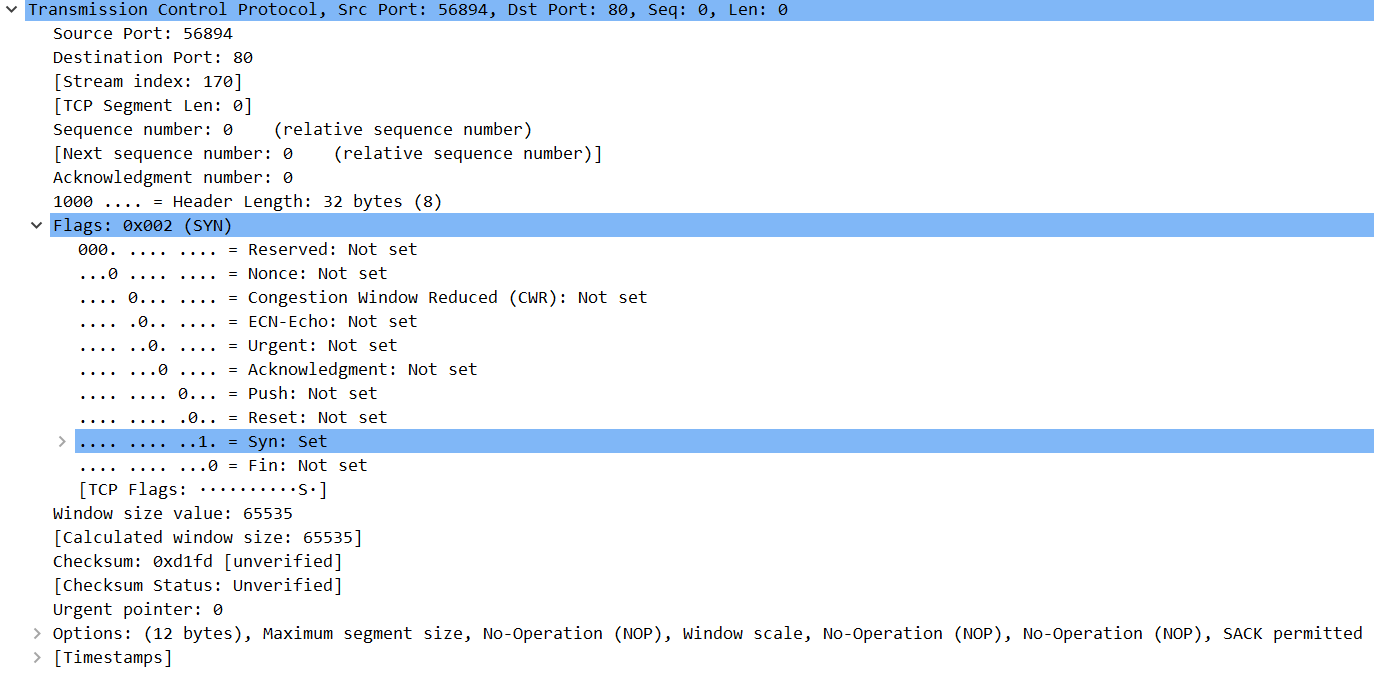 Transmission Control Protocol, Src Port: 56894, Dst Port: 80, Seq: 0, Len: 0
Source Port: 56894
Destination Port: 80
[Stream index: 170]
[TCP Segment Len: 0]
Sequence number: 0    (relative sequence number)
[Next sequence number: 0    (relative sequence number)]
Acknowledgment number: 0
1000 .... = Header Length: 32 bytes (8)
Flags: 0x002 (SYN)
000. .... .... = Reserved: Not set
...0 .... .... = Nonce: Not set
.... 0... .... = Congestion Window Reduced (CWR): Not set
.... .0.. .... = ECN-Echo: Not set
.... ..0. .... = Urgent: Not set
.... ...0 .... = Acknowledgment: Not set
.... .... 0... = Push: Not set
.... .... .0.. = Reset: Not set
.... .... ..1. = Syn: Set
.... .... ...0 = Fin: Not set
[TCP Flags: ··········S·]
Window size value: 65535
[Calculated window size: 65535]
Checksum: 0xd1fd [unverified]
[Checksum Status: Unverified]
Urgent pointer: 0
Options: (12 bytes), Maximum segment size, No-Operation (NOP), Window scale, No-Operation (NOP), No-Operation (NOP), SACK permitted
[Timestamps]